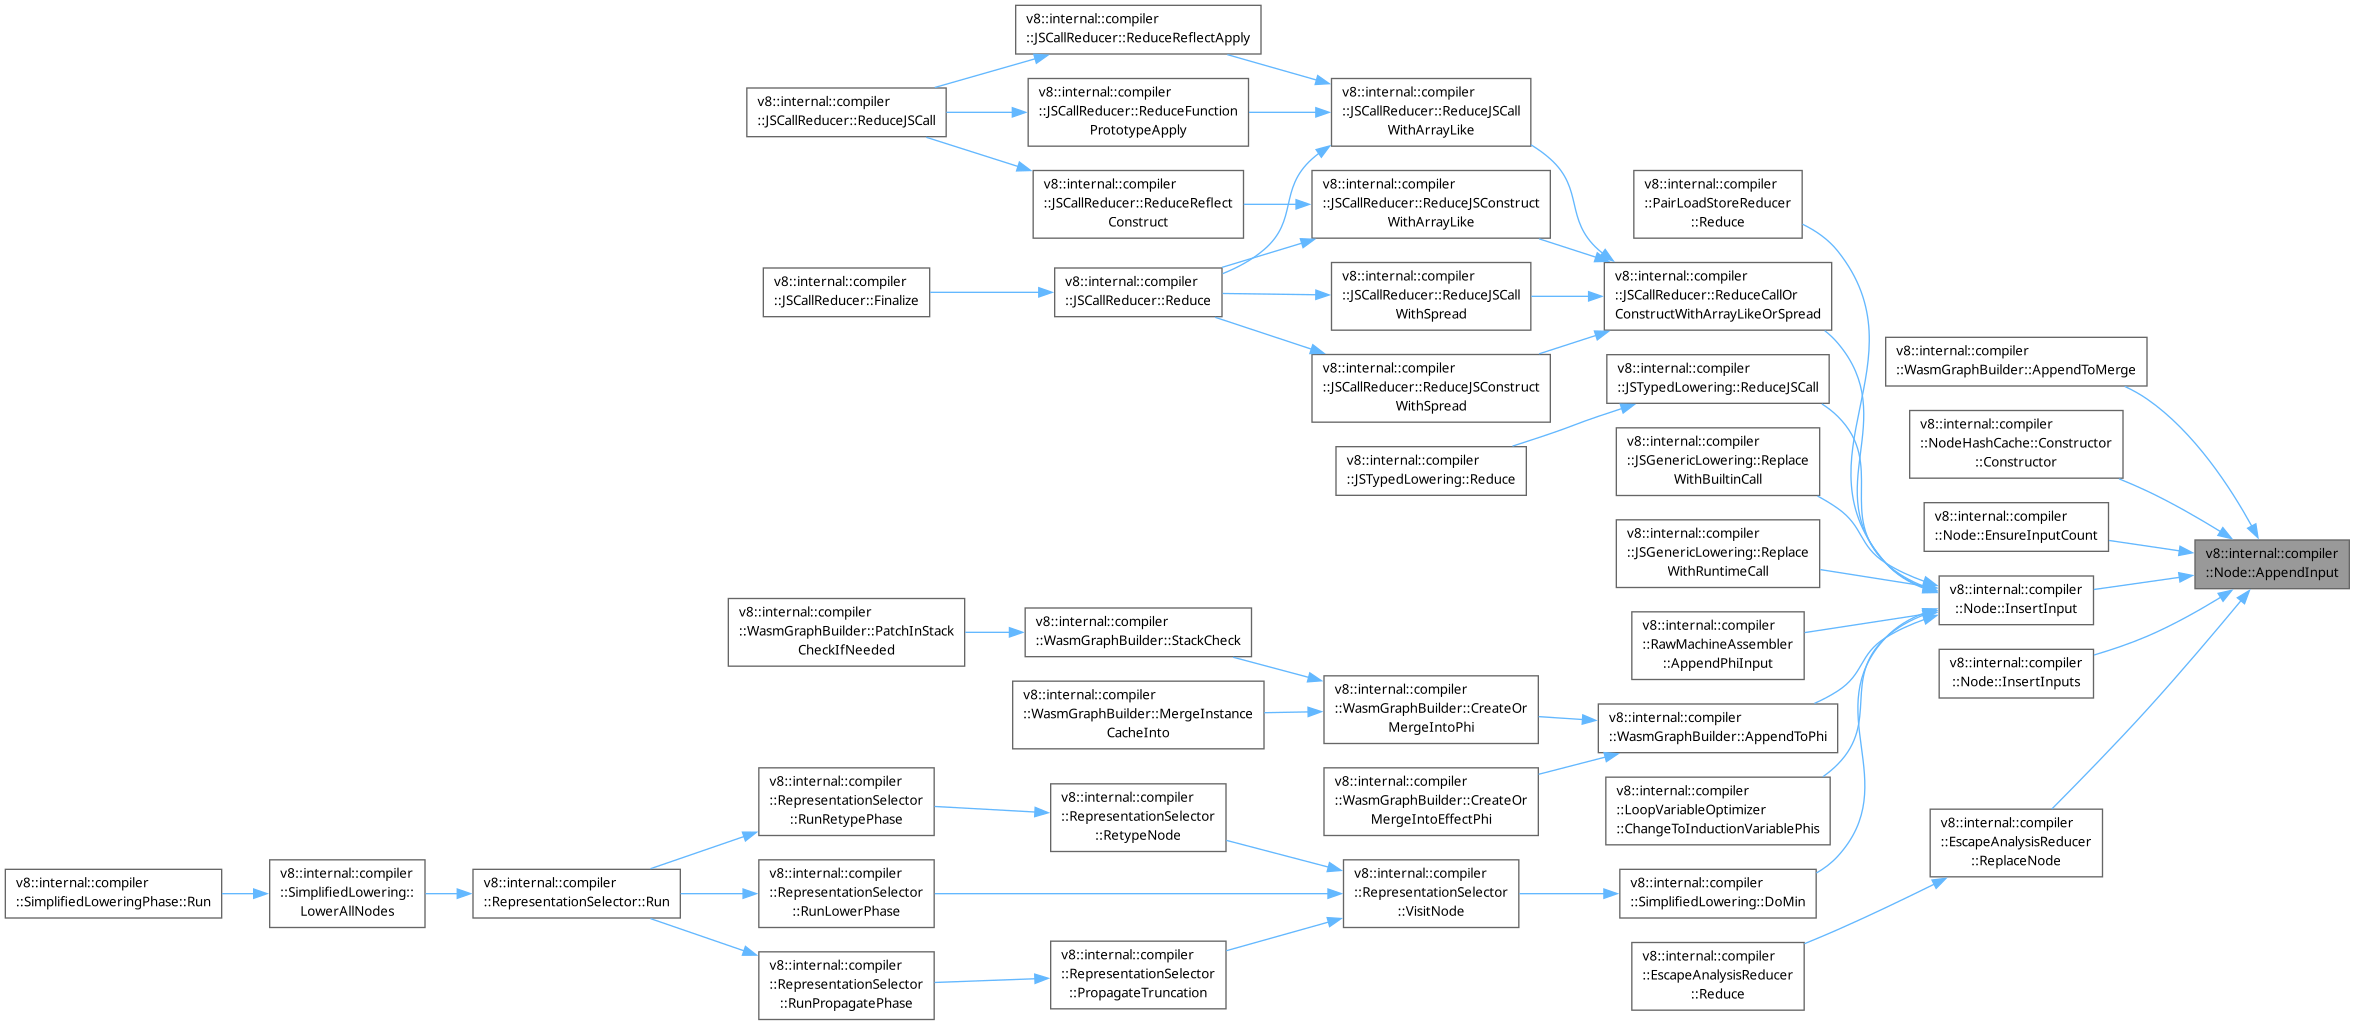 v8::internal::compiler
::JSCallReducer::ReduceReflectApply
v8::internal::compiler
::JSCallReducer::ReduceJSCall
v8::internal::compiler
::JSCallReducer::ReduceFunction
PrototypeApply
v8::internal::compiler
::JSCallReducer::ReduceJSCall
WithArrayLike
v8::internal::compiler
::JSCallReducer::ReduceReflect
Construct
v8::internal::compiler
::JSCallReducer::ReduceJSConstruct
WithArrayLike
v8::internal::compiler
::PairLoadStoreReducer
::Reduce
v8::internal::compiler
::JSCallReducer::Finalize
v8::internal::compiler
::JSCallReducer::Reduce
v8::internal::compiler
::JSCallReducer::ReduceJSCall
WithSpread
v8::internal::compiler
::JSCallReducer::ReduceCallOr
ConstructWithArrayLikeOrSpread
v8::internal::compiler
::JSCallReducer::ReduceJSConstruct
WithSpread
v8::internal::compiler
::JSTypedLowering::ReduceJSCall
v8::internal::compiler
::WasmGraphBuilder::AppendToMerge
v8::internal::compiler
::JSTypedLowering::Reduce
v8::internal::compiler
::JSGenericLowering::Replace
WithBuiltinCall
v8::internal::compiler
::NodeHashCache::Constructor
::Constructor
v8::internal::compiler
::JSGenericLowering::Replace
WithRuntimeCall
v8::internal::compiler
::Node::EnsureInputCount
v8::internal::compiler
::Node::AppendInput
v8::internal::compiler
::Node::InsertInput
v8::internal::compiler
::WasmGraphBuilder::PatchInStack
CheckIfNeeded
v8::internal::compiler
::WasmGraphBuilder::StackCheck
v8::internal::compiler
::RawMachineAssembler
::AppendPhiInput
v8::internal::compiler
::Node::InsertInputs
v8::internal::compiler
::WasmGraphBuilder::MergeInstance
CacheInto
v8::internal::compiler
::WasmGraphBuilder::CreateOr
MergeIntoPhi
v8::internal::compiler
::WasmGraphBuilder::AppendToPhi
v8::internal::compiler
::RepresentationSelector
::RunRetypePhase
v8::internal::compiler
::RepresentationSelector
::RetypeNode
v8::internal::compiler
::WasmGraphBuilder::CreateOr
MergeIntoEffectPhi
v8::internal::compiler
::LoopVariableOptimizer
::ChangeToInductionVariablePhis
v8::internal::compiler
::EscapeAnalysisReducer
::ReplaceNode
v8::internal::compiler
::SimplifiedLoweringPhase::Run
v8::internal::compiler
::SimplifiedLowering::
LowerAllNodes
v8::internal::compiler
::RepresentationSelector::Run
v8::internal::compiler
::RepresentationSelector
::RunLowerPhase
v8::internal::compiler
::RepresentationSelector
::VisitNode
v8::internal::compiler
::SimplifiedLowering::DoMin
v8::internal::compiler
::RepresentationSelector
::RunPropagatePhase
v8::internal::compiler
::RepresentationSelector
::PropagateTruncation
v8::internal::compiler
::EscapeAnalysisReducer
::Reduce